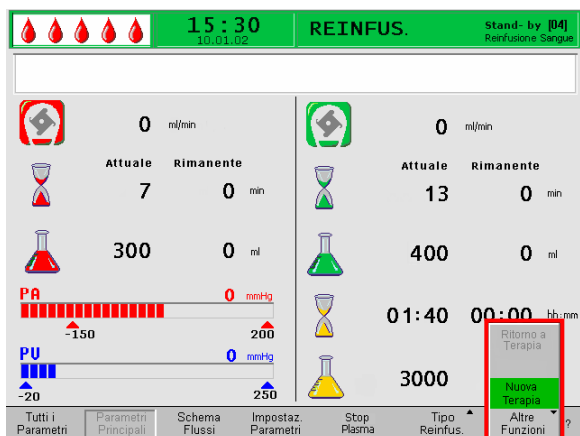 15:30
10.01.02
REINFUS.
Stand- by [04]
Reinfusione Sangue
0 ml/min
0 ml/min
Attuale Rimanente
7 0 min
Attuale Rimanente
13 0 min
300 0 ml
400 0 ml
PA 0 mmHg
-150 200
01:40 00:00 hh:mm
PV 0 mmHg
-20 250
3000
Ritorno a
Terapia
Nuova
Terapia
Tutti i
Parametri
Parametri
Principali
Schema
Flussi
Impostaz.
Parametri
Stop
Plasma
Tipo
Reinfus.
Altre
Funzioni
?